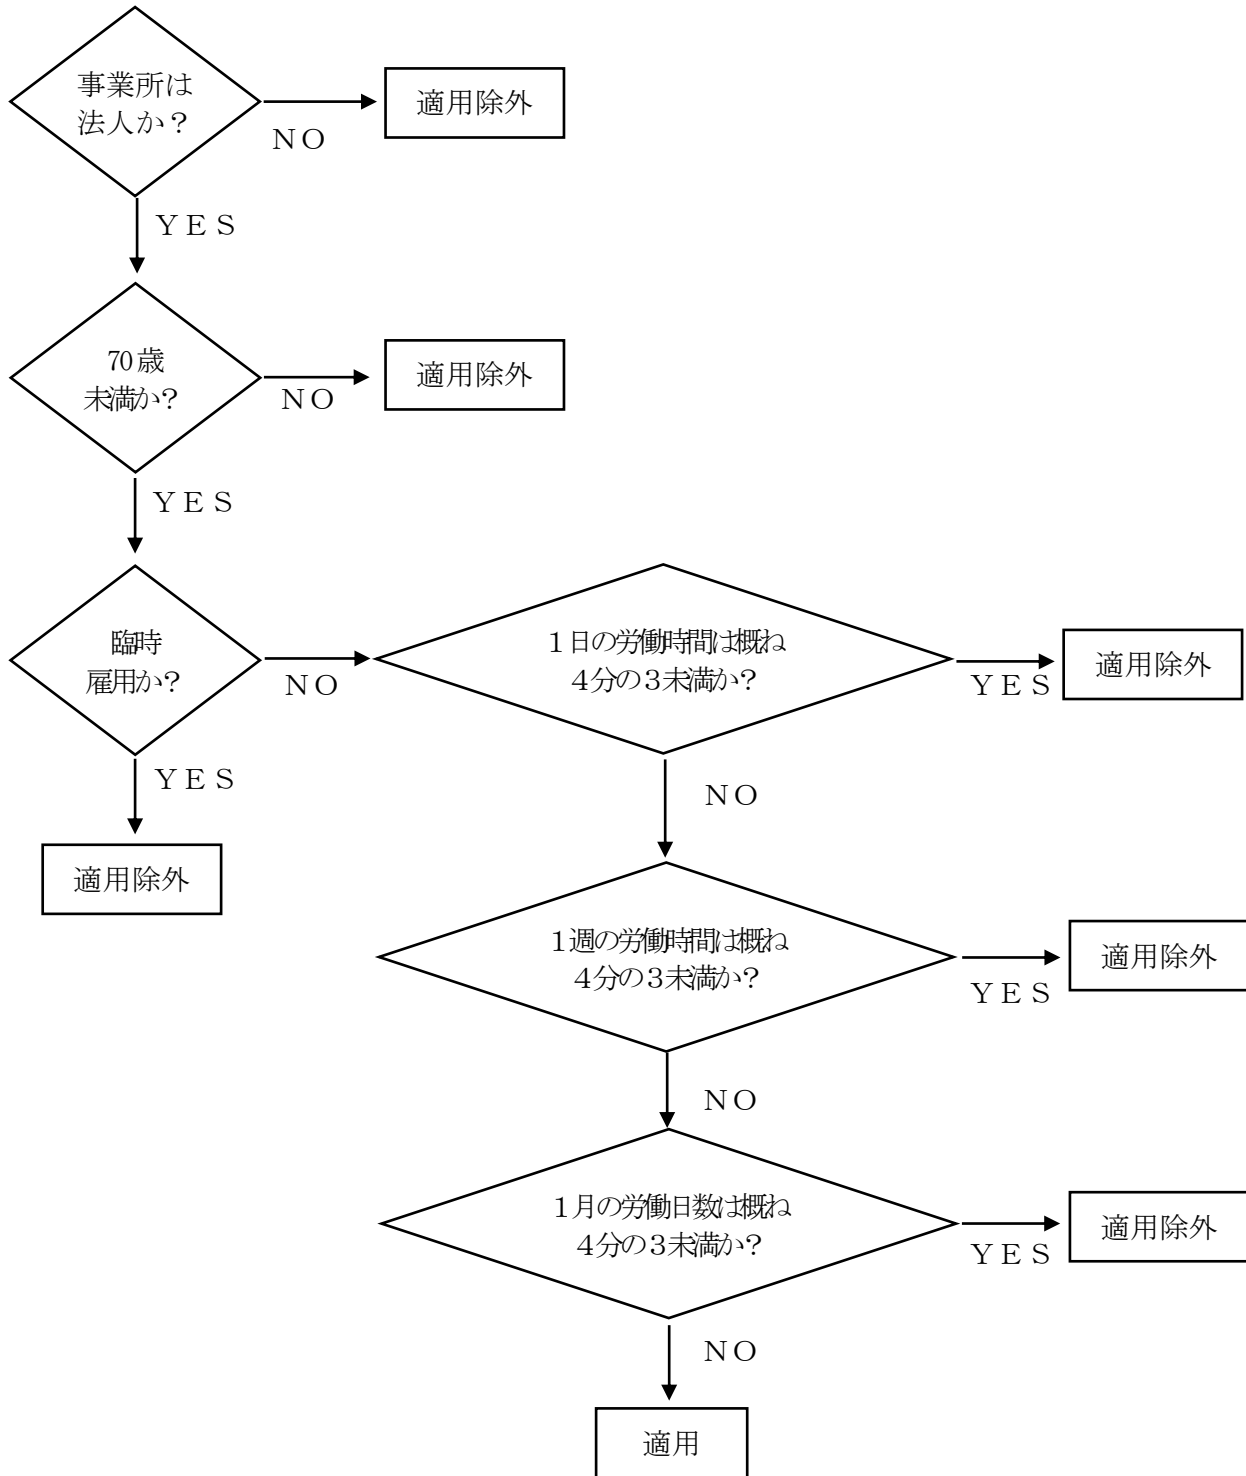 事業所は
法人か？
NO
適用除外
YES
70歳
未満か？
NO
適用除外
YES
臨時
雇用か？
NO
YES
適用除外
１日の労働時間は概ね
４分の３未満か？
YES
適用除外
NO
１週の労働時間は概ね
４分の３未満か？
YES
適用除外
NO
１月の労働日数は概ね
４分の３未満か？
YES
適用除外
NO
適用